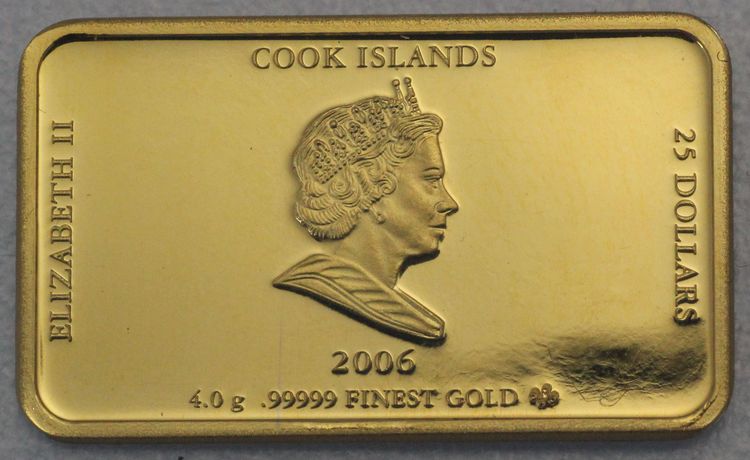 COOK ISLANDS
ELIZABETH II
25 DOLLARS
2006
4.0 g .99999 FINEST GOLD